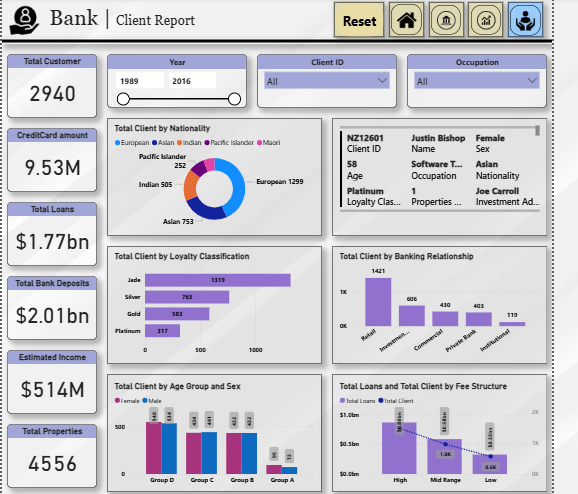 Bank | Client Report
Reset
Total Customer
2940
CreditCard amount
9.53M
Total Loans
$1.77bn
Total Bank Deposits
$2.01bn
Estimated Income
$514M
Total Properties
4556
Year
1989 2016
Client ID
All
Occupation
All
Total Client by Nationality
European Asian Indian Pacific Islander Maori
Pacific Islander
252
Indian 505
European 1299
Asian 753
NZ12601 Justin Bishop Female
Client ID Name Sex
58 Software T... Asian
Age Occupation Nationality
Platinum 1 Joe Carroll
Loyalty Clas... Properties ... Investment Ad...
Total Client by Loyalty Classification
Jade 1319
Silver 763
Gold 583
Platinum 317
0 500 1000
Total Client by Banking Relationship
1421
1K
606
430
403
119
0K
Retail Investmen... Commercial Private Bank Institutional
Total Client by Age Group and Sex
Female Male
500
0
Group D Group C Group B Group A
Total Loans and Total Client by Fee Structure
Total Loans Total Client
$1.0bn 2K
$0.5bn 1K
1.0K
0.6K
$0.0bn 0K
High Mid Range Low